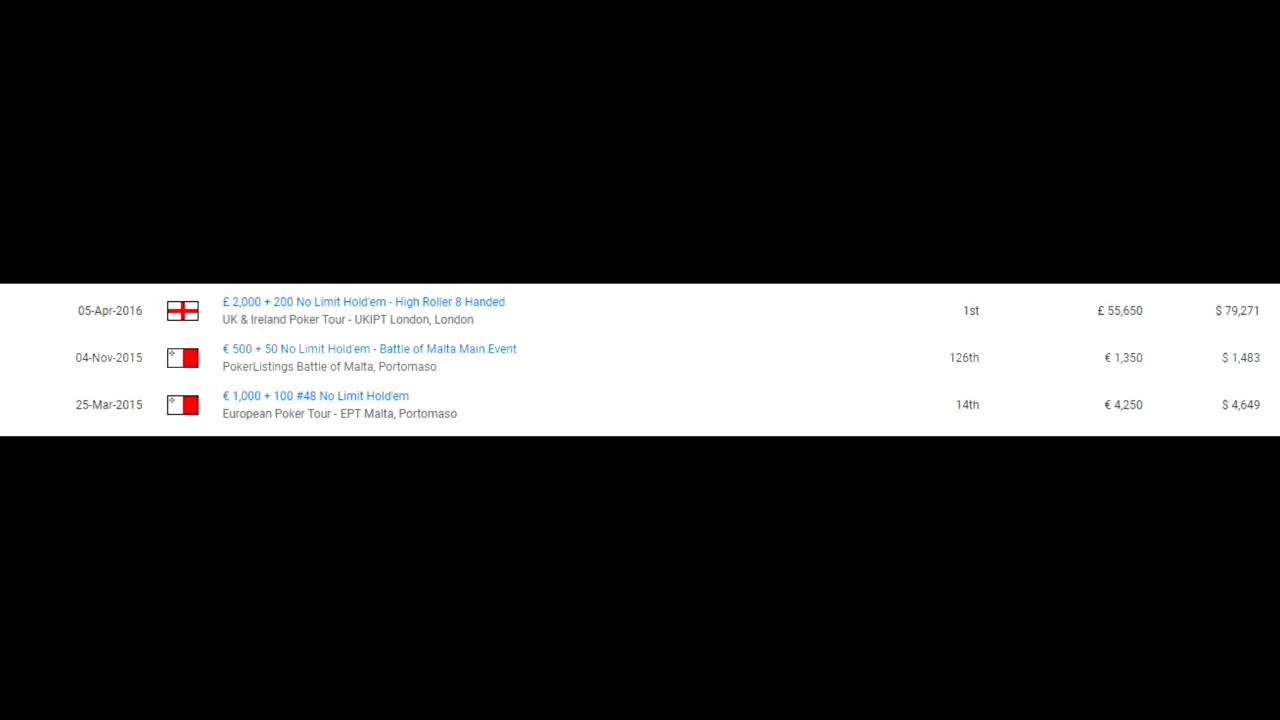 05-Apr-2016
£ 2,000 + 200 No Limit Hold'em - High Roller 8 Handed
UK & Ireland Poker Tour - UKIPT London, London
1st
£ 55,650
$ 79,271
04-Nov-2015
€ 500 + 50 No Limit Hold'em - Battle of Malta Main Event
PokerListings Battle of Malta, Portomaso
126th
€ 1,350
$ 1,483
25-Mar-2015
€ 1,000 + 100 #48 No Limit Hold'em
European Poker Tour - EPT Malta, Portomaso
14th
€ 4,250
$ 4,649